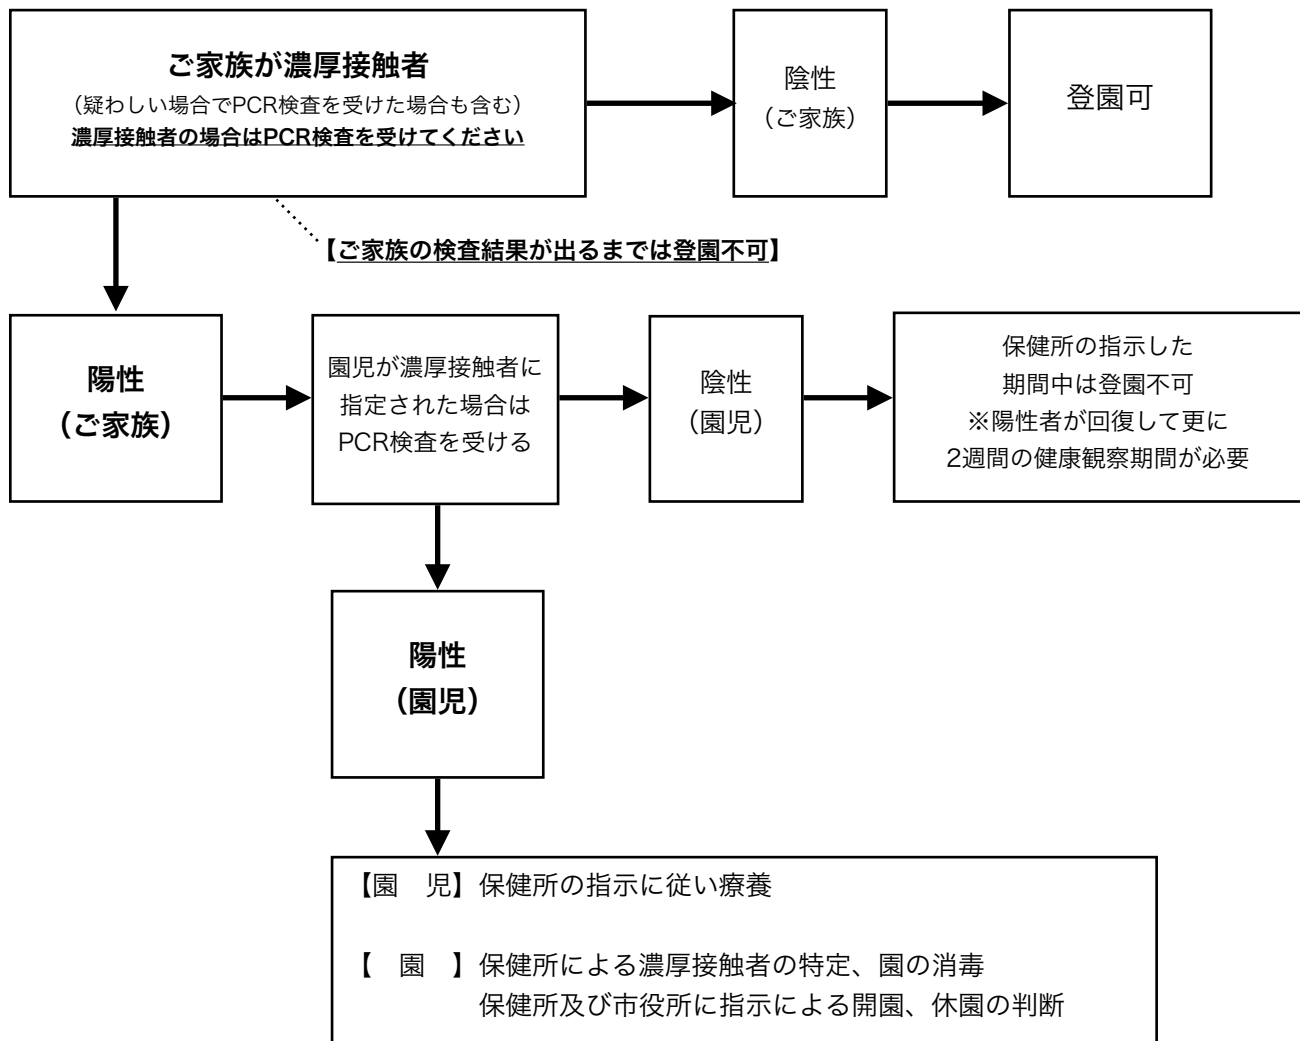 ご家族が濃厚接触者
（疑わしい場合でPCR検査を受けた場合も含む）
濃厚接触者の場合はPCR検査を受けてください
陰性
（ご家族）
登園可
【ご家族の検査結果が出るまでは登園不可】
陽性
（ご家族）
園児が濃厚接触者に
指定された場合は
PCR検査を受ける
陰性
（園児）
保健所の指示した
期間中は登園不可
※陽性者が回復して更に
2週間の健康観察期間が必要
陽性
（園児）
【園　児】保健所の指示に従い療養
【　園　】保健所による濃厚接触者の特定、園の消毒
保健所及び市役所に指示による開園、休園の判断